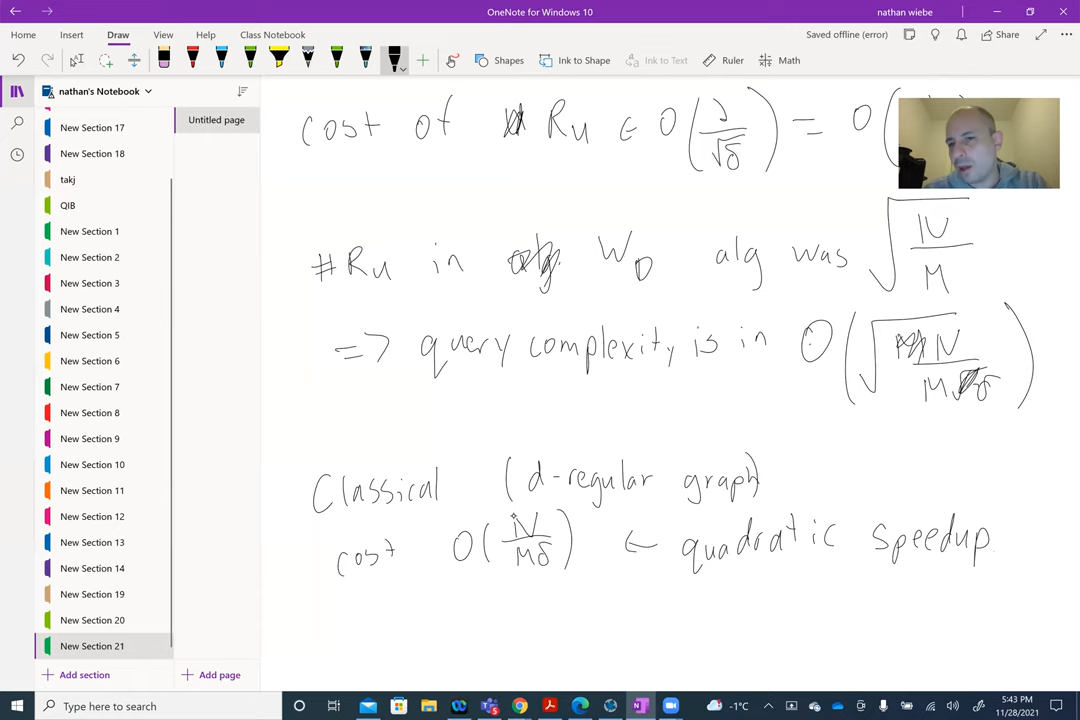 OneNote for Windows 10
nathan wiebe
Home Insert Draw View Help Class Notebook
Saved offline (error)
Share
Shapes
Ink to Shape
Ink to Text
Ruler
Math
nathan's Notebook
Untitled page
New Section 17
New Section 18
takj
QIB
New Section 1
New Section 2
New Section 3
New Section 4
New Section 5
New Section 6
New Section 7
New Section 8
New Section 9
New Section 10
New Section 11
New Section 12
New Section 13
New Section 14
New Section 19
New Section 20
New Section 21
Add section
Add page
cost of Ru ∈ O(2/√δ) = O(
#Ru in W_D alg was √(N/M)
=> query complexity is in O(√(N/Mδ))
Classical (d-regular graph)
cost O(N/Mδ) ← quadratic speedup.
Type here to search
-1°C
5:43 PM
11/28/2021